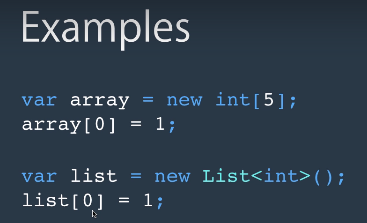 Examples
var array = new int[5];
array[0] = 1;
var list = new List<int>();
list[0] = 1;